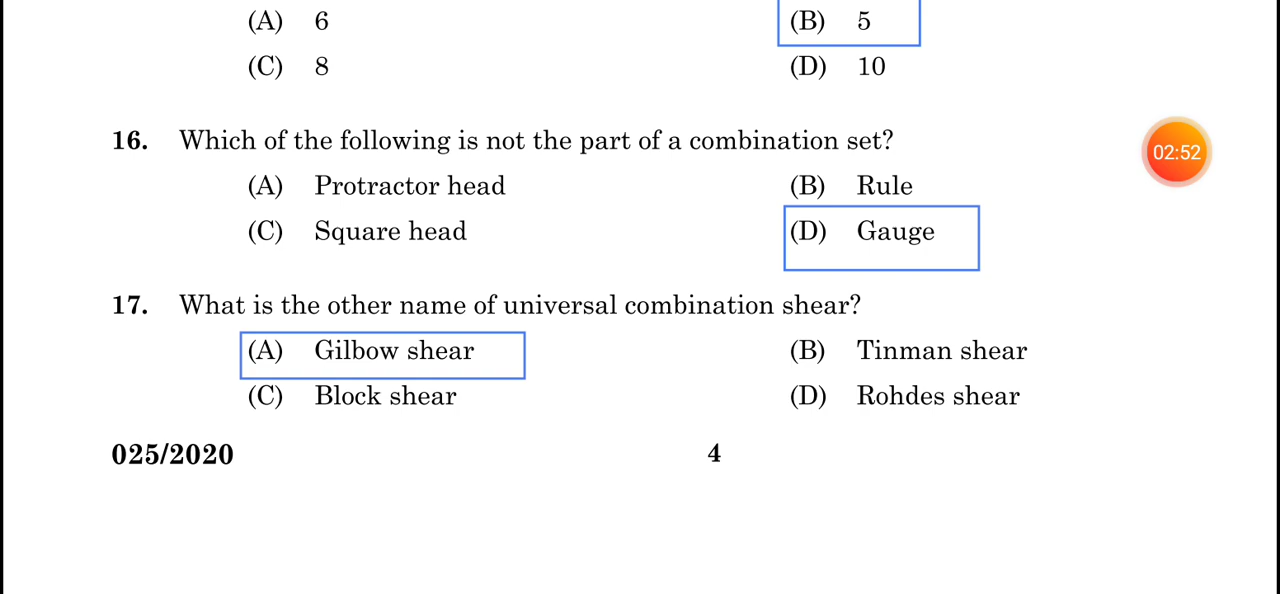 (A) 6 (B) 5
(C) 8 (D) 10
16. Which of the following is not the part of a combination set?
02:52
(A) Protractor head (B) Rule
(C) Square head (D) Gauge
17. What is the other name of universal combination shear?
(A) Gilbow shear (B) Tinman shear
(C) Block shear (D) Rohdes shear
025/2020 4